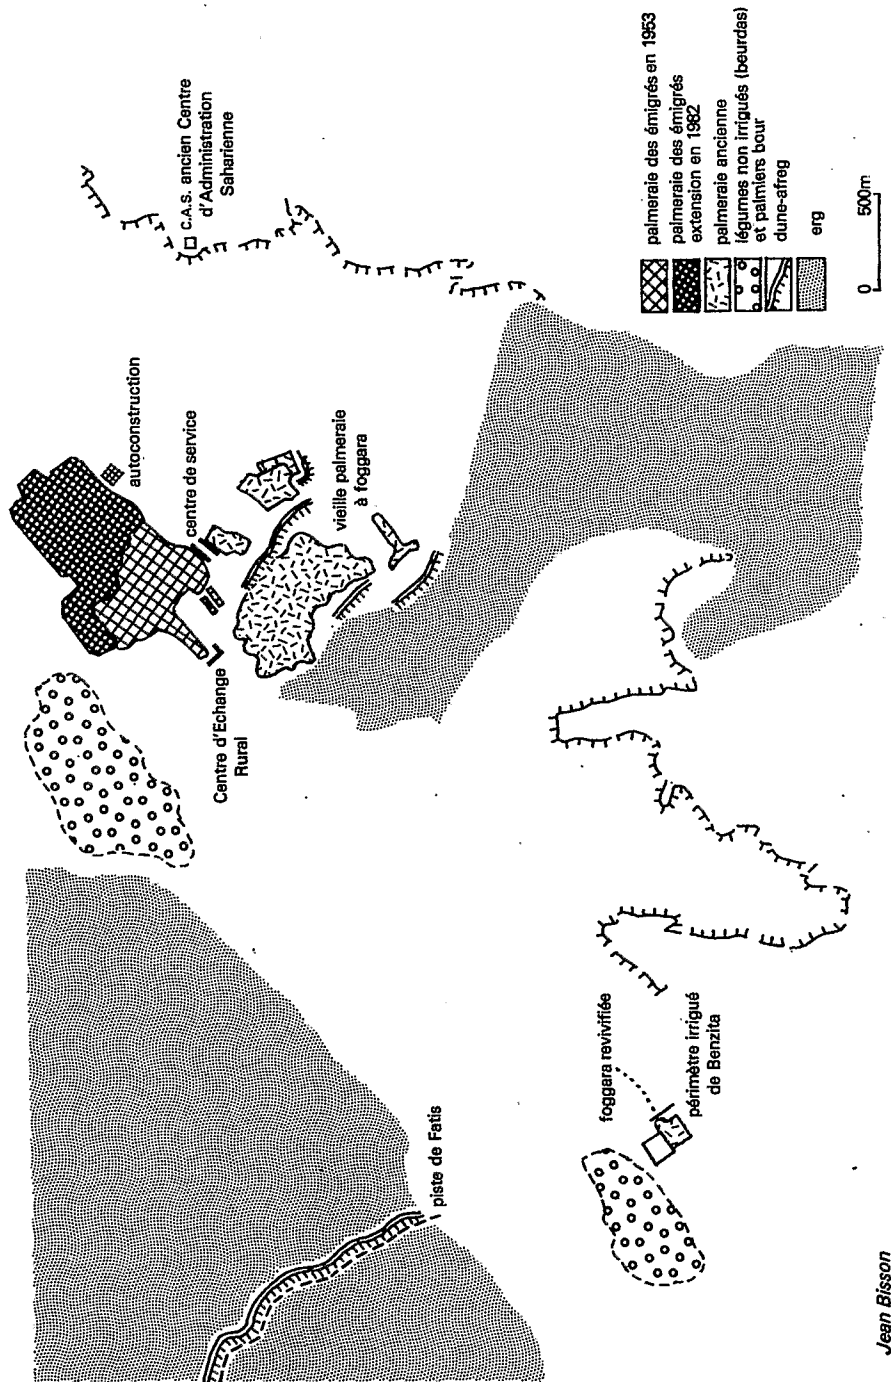 piste de Fatis
foggara revivifiée
périmètre irrigué
de Benzita
Centre d'Echange
Rural
vieille palmeraie
à foggara
centre de service
autoconstruction
C.A.S. ancien Centre
d'Administration
Saharienne
palmeraie des émigrés en 1953
palmeraie des émigrés
extension en 1982
palmeraie ancienne
légumes non irrigués (beurdas)
et palmiers bour
dune-afreg
erg
0 500m
Jean Bisson